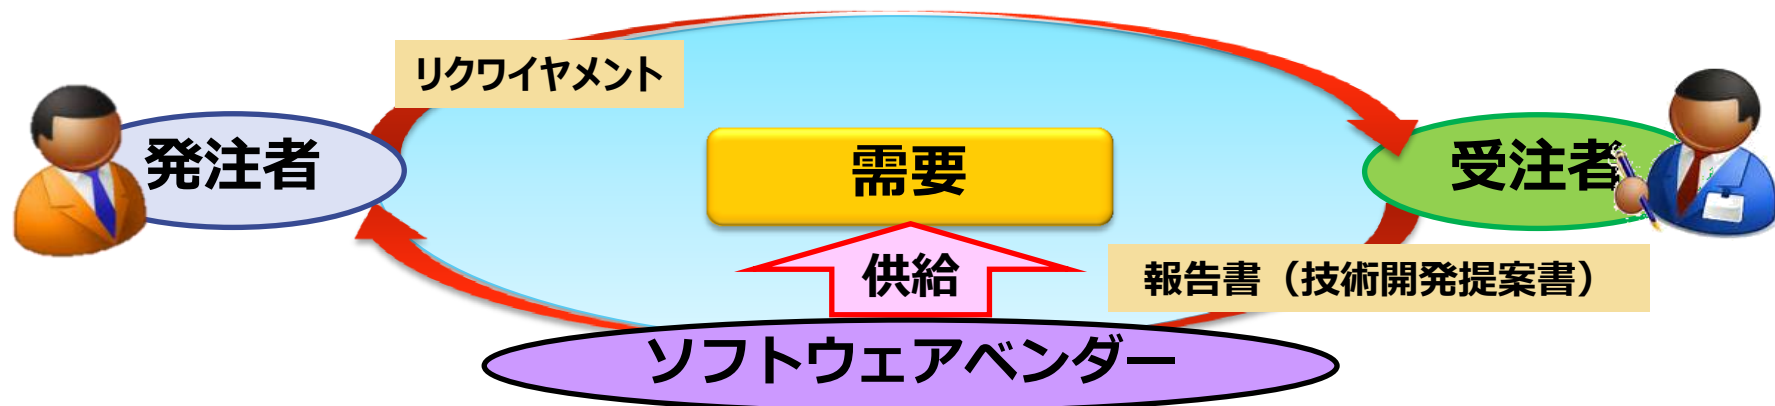 リクワイヤメント
発注者
需要
受注者
供給
報告書（技術開発提案書）
ソフトウェアベンダー